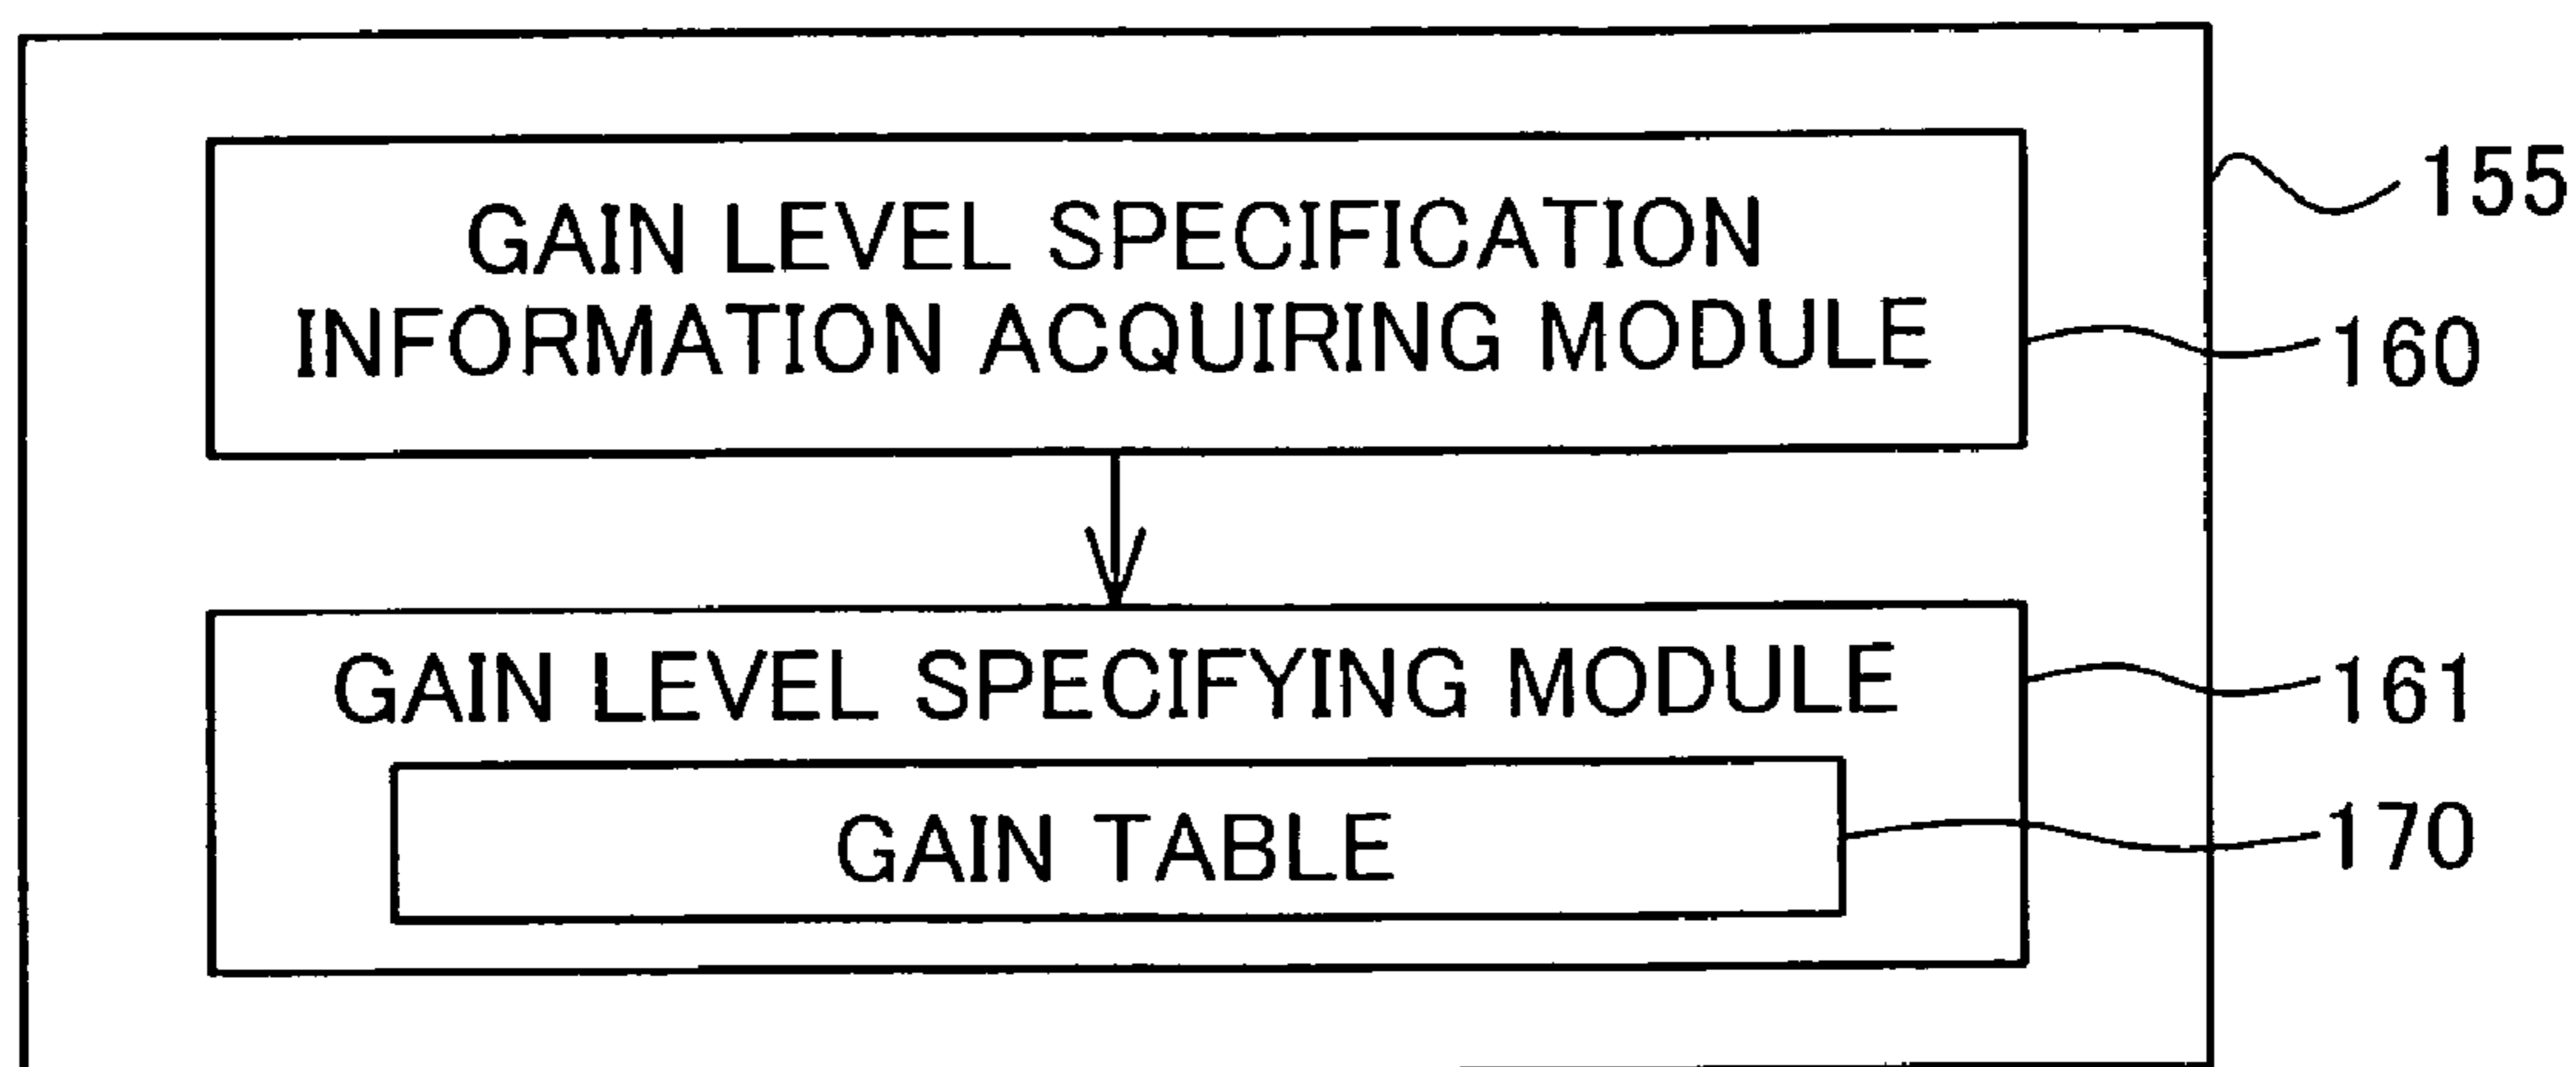 155
GAIN LEVEL SPECIFICATION
INFORMATION ACQUIRING MODULE
160
GAIN LEVEL SPECIFYING MODULE
161
GAIN TABLE
170